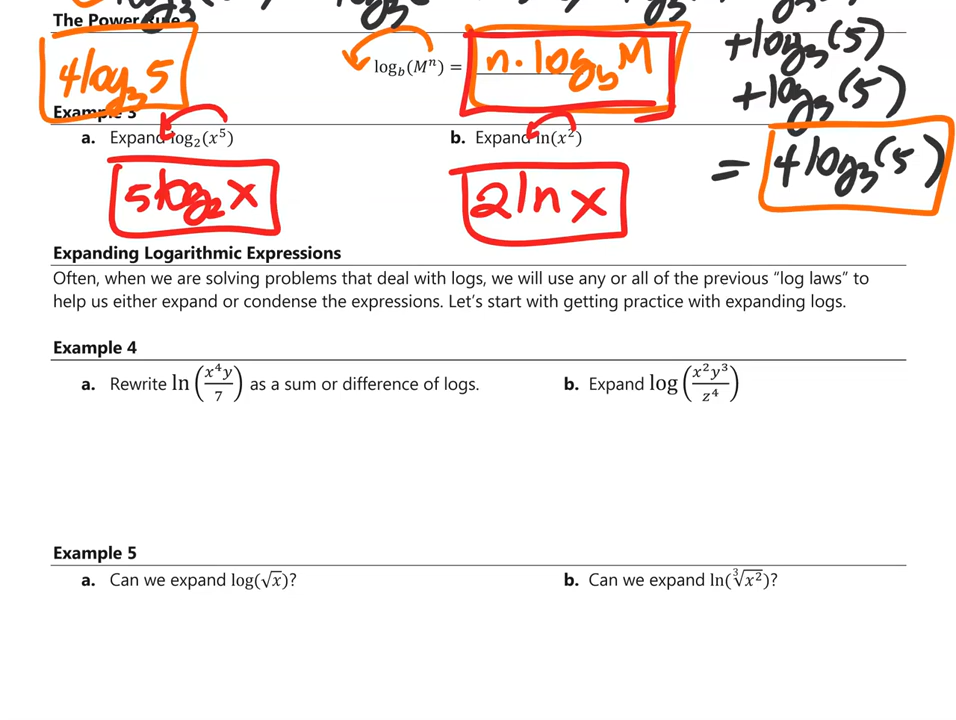 The Power Rule
4log₃5
log_b(Mⁿ) = n · log_b M
+log₃(5)
+log₃(5)
= 4log₃(5)
Example 3
a. Expand log₂(x⁵)
b. Expand ln(x²)
5log₂x
2lnx
Expanding Logarithmic Expressions
Often, when we are solving problems that deal with logs, we will use any or all of the previous “log laws” to
help us either expand or condense the expressions. Let’s start with getting practice with expanding logs.
Example 4
a. Rewrite ln(x⁴y/7) as a sum or difference of logs.
b. Expand log(x²y³/z⁴)
Example 5
a. Can we expand log(√x)?
b. Can we expand ln(∛x²)?